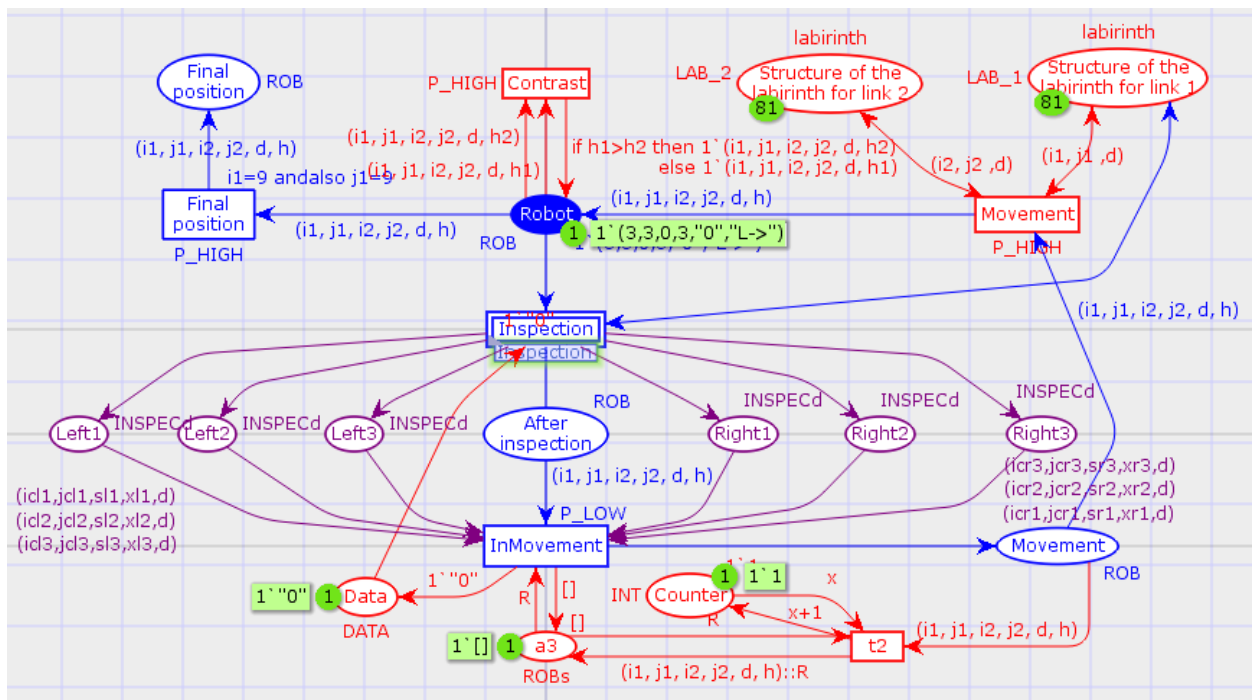 labirinth
labirinth
Final
position
ROB
P_HIGH
Contrast
LAB_2
Structure of the
labirinth for link 2
81
LAB_1
Structure of the
labirinth for link 1
81
(i1, j1, i2, j2, d, h)
(i1, j1, i2, j2, d, h2)
(i1, j1, i2, j2, d, h1)
if h1>h2 then 1`(i1, j1, i2, j2, d, h2)
else 1`(i1, j1, i2, j2, d, h1)
(i2, j2 ,d)
(i1, j1 ,d)
i1=9 andalso j1=9
Final
position
P_HIGH
(i1, j1, i2, j2, d, h)
Robot
ROB
1
1`(3,3,0,3,"0","L->")
(i1, j1, i2, j2, d, h)
Movement
P_HIGH
(i1, j1, i2, j2, d, h)
1`"0"
Inspection
Inspection
Left1
INSPECd
Left2
INSPECd
Left3
INSPECd
ROB
After
inspection
INSPECd
Right1
INSPECd
Right2
INSPECd
Right3
(i1, j1, i2, j2, d, h)
(icl1,jcl1,sl1,xl1,d)
(icl2,jcl2,sl2,xl2,d)
(icl3,jcl3,sl3,xl3,d)
(icr3,jcr3,sr3,xr3,d)
(icr2,jcr2,sr2,xr2,d)
(icr1,jcr1,sr1,xr1,d)
P_LOW
InMovement
Movement
ROB
1`"0"
1
Data
DATA
1`"0"
R
[]
[]
1`[]
1
a3
ROBs
INT
Counter
1`1
1
1`1
x
x+1
R
t2
(i1, j1, i2, j2, d, h)
(i1, j1, i2, j2, d, h)::R